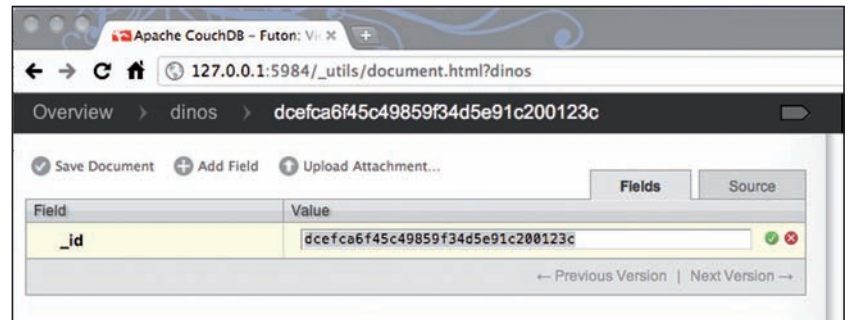 Apache CouchDB – Futon: Vi
127.0.0.1:5984/_utils/document.html?dinos
Overview > dinos > dcefca6f45c49859f34d5e91c200123c
Save Document Add Field Upload Attachment...
Fields Source
Field Value
_id dcefca6f45c49859f34d5e91c200123c
← Previous Version | Next Version →